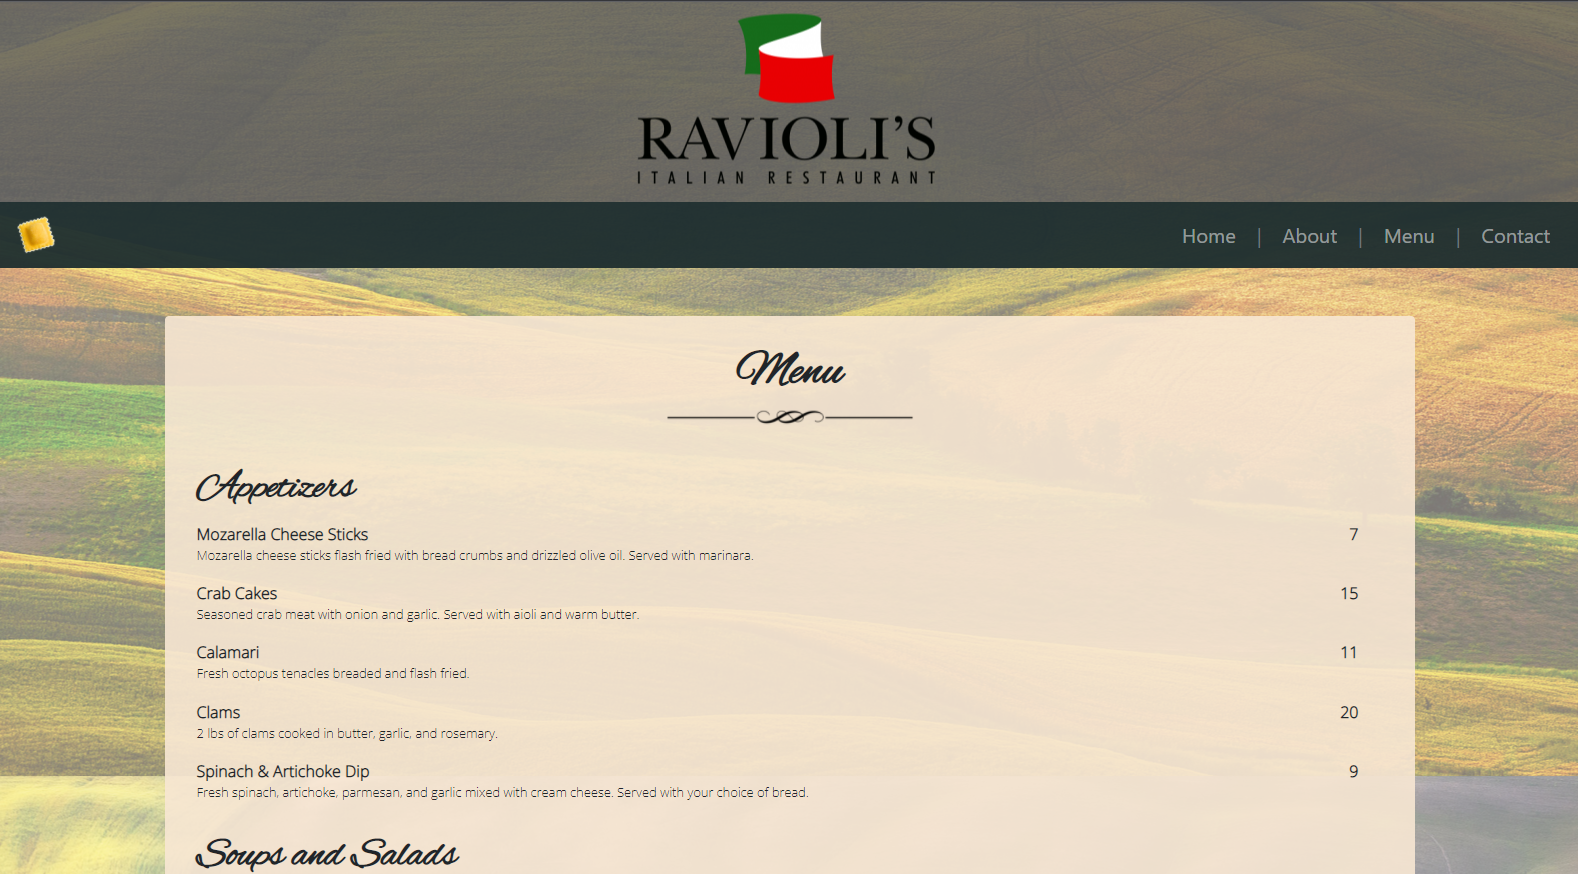 RAVIOLI'S
ITALIAN RESTAURANT
Home | About | Menu | Contact
Menu
Appetizers
Mozarella Cheese Sticks 7
Mozarella cheese sticks flash fried with bread crumbs and drizzled olive oil. Served with marinara.
Crab Cakes 15
Seasoned crab meat with onion and garlic. Served with aioli and warm butter.
Calamari 11
Fresh octopus tenacles breaded and flash fried.
Clams 20
2 lbs of clams cooked in butter, garlic, and rosemary.
Spinach & Artichoke Dip 9
Fresh spinach, artichoke, parmesan, and garlic mixed with cream cheese. Served with your choice of bread.
Soups and Salads